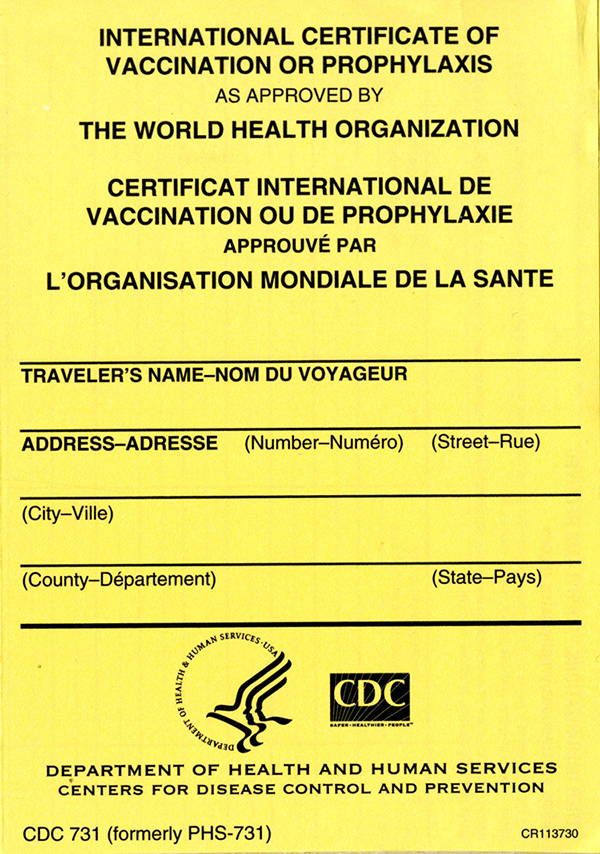 INTERNATIONAL CERTIFICATE OF
VACCINATION OR PROPHYLAXIS
AS APPROVED BY
THE WORLD HEALTH ORGANIZATION
CERTIFICAT INTERNATIONAL DE
VACCINATION OU DE PROPHYLAXIE
APPROUVÉ PAR
L'ORGANISATION MONDIALE DE LA SANTE
TRAVELER'S NAME–NOM DU VOYAGEUR
ADDRESS–ADRESSE (Number–Numéro) (Street–Rue)
(City–Ville)
(County–Département) (State–Pays)
DEPARTMENT OF HEALTH & HUMAN SERVICES·USA
CDC
SAFER·HEALTHIER·PEOPLE™
DEPARTMENT OF HEALTH AND HUMAN SERVICES
CENTERS FOR DISEASE CONTROL AND PREVENTION
CDC 731 (formerly PHS-731) CR113730